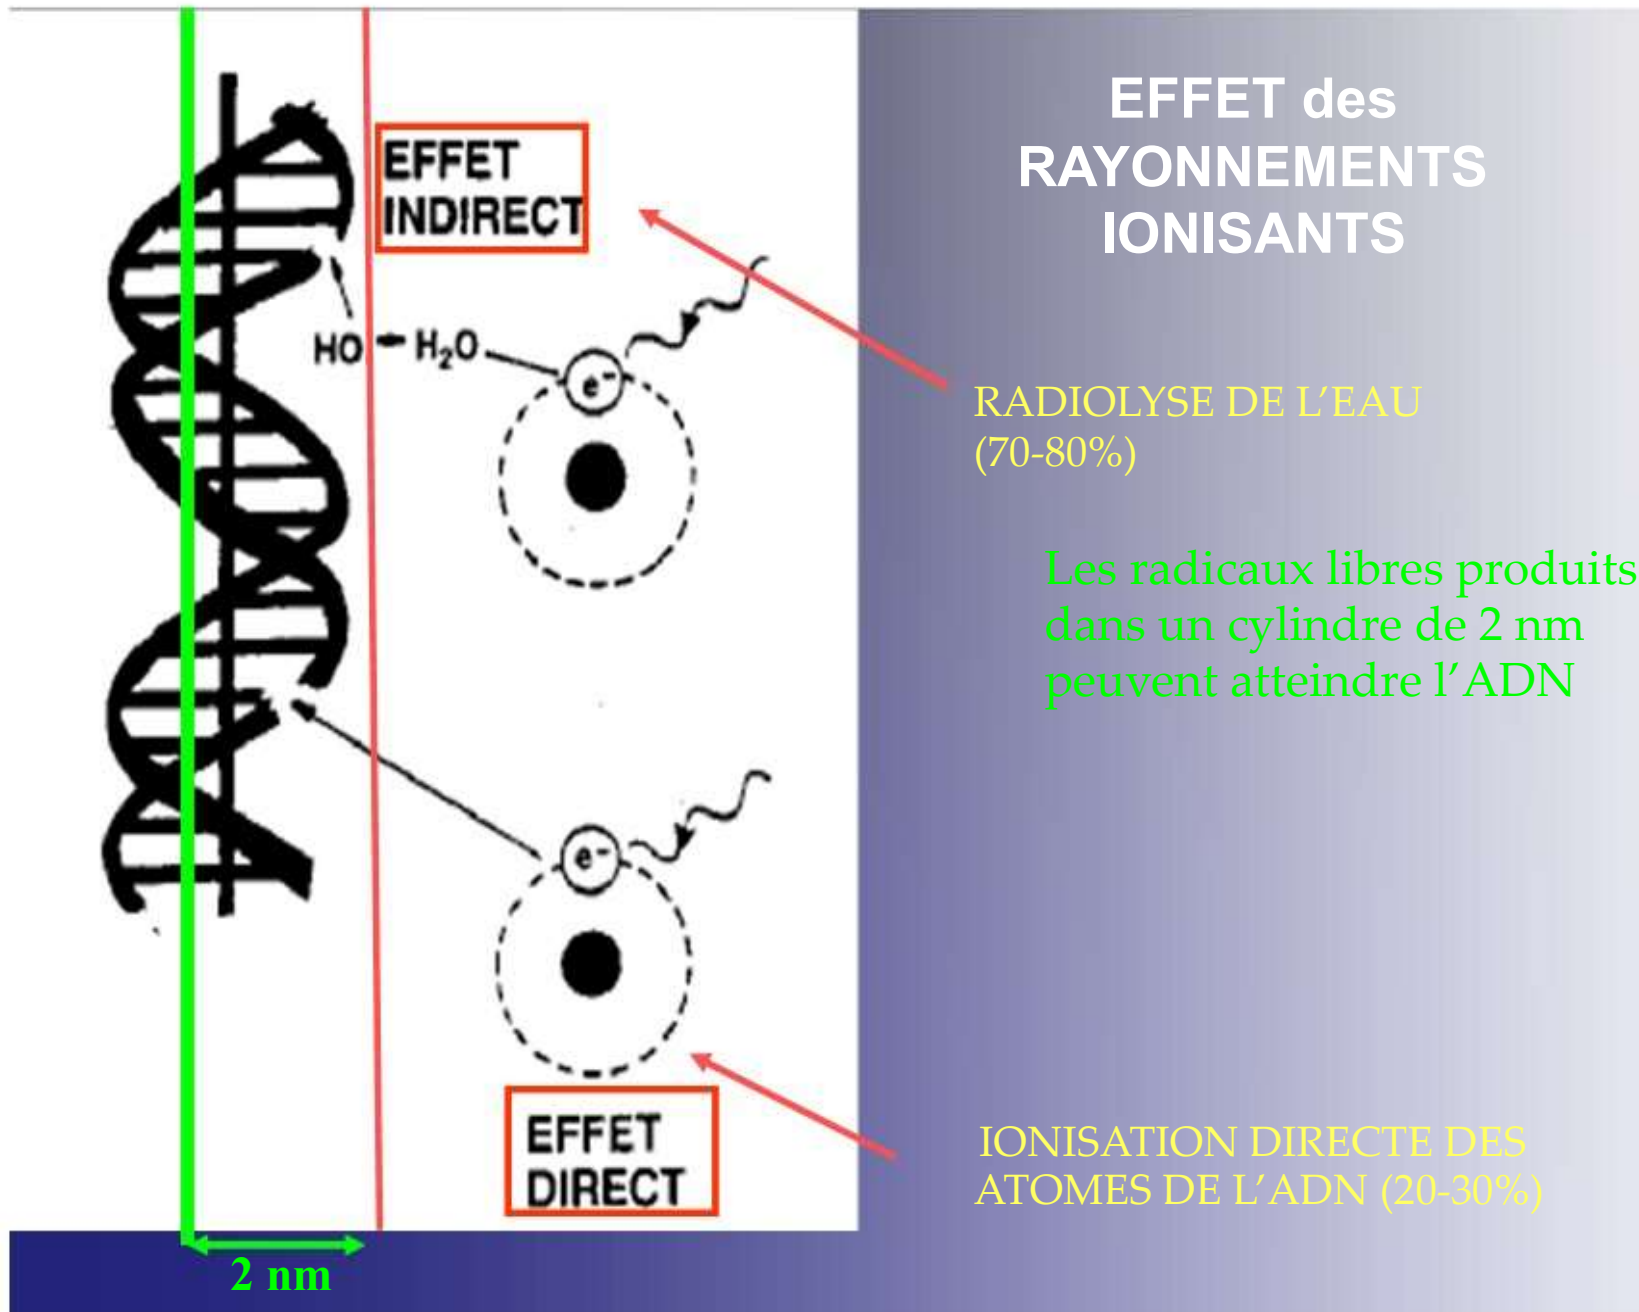 EFFET des
RAYONNEMENTS
IONISANTS
EFFET
INDIRECT
HO
H₂O
e⁻
RADIOLYSE DE L’EAU
(70-80%)
Les radicaux libres produits
dans un cylindre de 2 nm
peuvent atteindre l’ADN
e⁻
EFFET
DIRECT
IONISATION DIRECTE DES
ATOMES DE L’ADN (20-30%)
2 nm